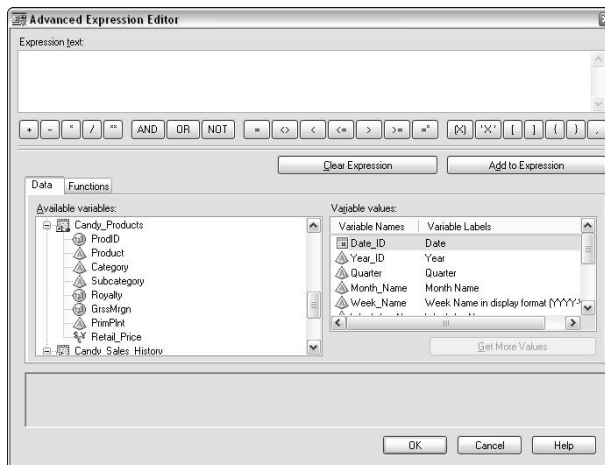 Advanced Expression Editor
Expression text:
+ - * / ** AND OR NOT = <> < <= > >= =* (X) 'X' [ ] ( ) ,
Clear Expression Add to Expression
Data Functions
Available variables:
Candy_Products
ProdID
Product
Category
Subcategory
Royalty
GrssMrgn
PrimPlnt
Retail_Price
Candy_Sales_History
Variable values:
Variable Names Variable Labels
Date_ID Date
Year_ID Year
Quarter Quarter
Month_Name Month Name
Week_Name Week Name in display format (YYYY-
Get More Values
OK Cancel Help